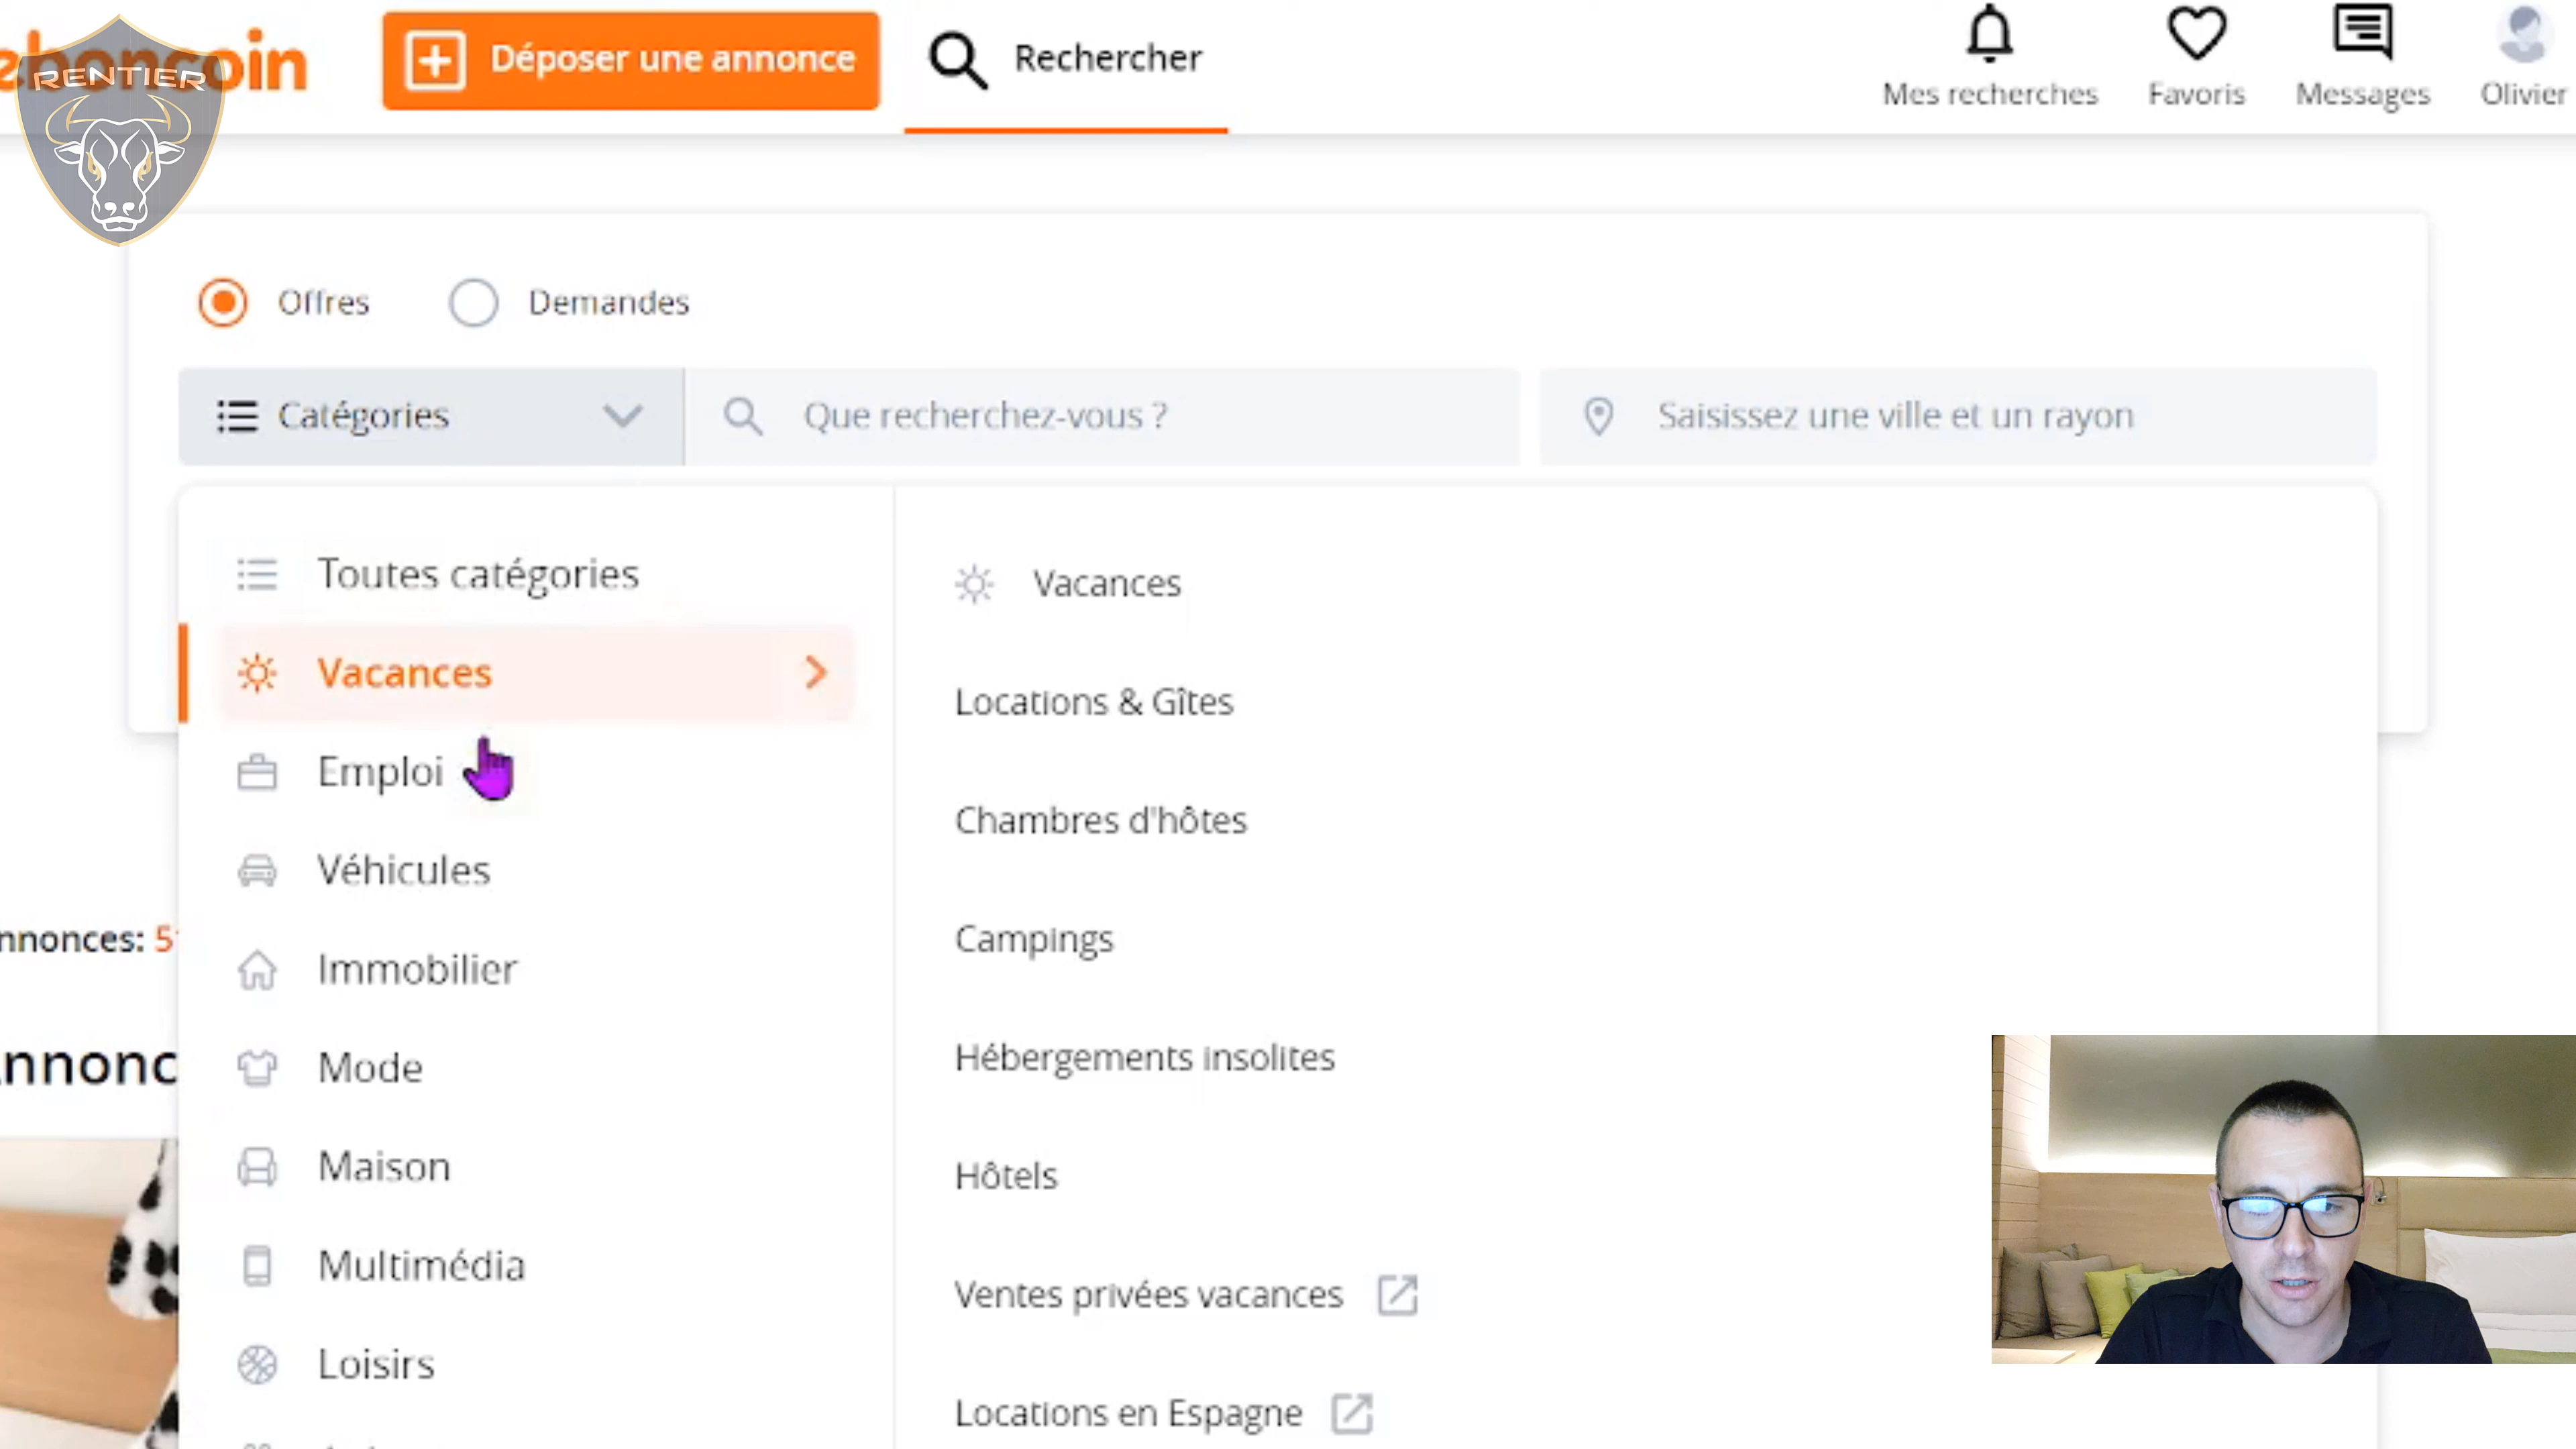 eboncoin
RENTIER
Déposer une annonce
Rechercher
Mes recherches
Favoris
Messages
Olivier
Offres
Demandes
Catégories
Que recherchez-vous ?
Saisissez une ville et un rayon
Toutes catégories
Vacances
Emploi
Véhicules
Immobilier
Mode
Maison
Multimédia
Loisirs
Vacances
Locations & Gîtes
Chambres d'hôtes
Campings
Hébergements insolites
Hôtels
Ventes privées vacances
Locations en Espagne
nnonces: 5
nnonc